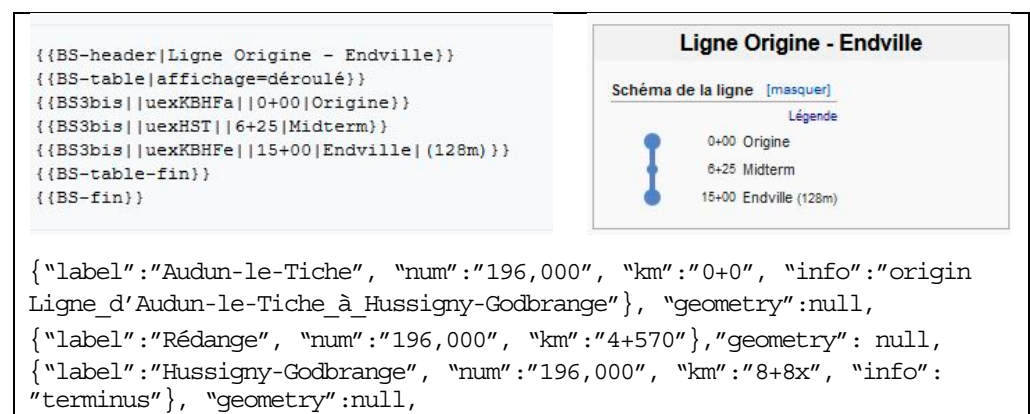 {{BS-header|Ligne Origine - Endville}}
{{BS-table|affichage=déroulé}}
{{BS3bis||uexKBHFa||0+00|Origine}}
{{BS3bis||uexHST||6+25|Midterm}}
{{BS3bis||uexKBHFe||15+00|Endville|(128m)}}
{{BS-table-fin}}
{{BS-fin}}
Ligne Origine - Endville
Schéma de la ligne [masquer]
Légende
0+00 Origine
6+25 Midterm
15+00 Endville (128m)
{“label”:”Audun-le-Tiche”, “num”:”196,000”, “km”:”0+0”, “info”:”origin
Ligne_d’Audun-le-Tiche_à_Hussigny-Godbrange”}, “geometry”:null,
{“label”:”Rédange”, “num”:”196,000”, “km”:”4+570”},”geometry”: null,
{“label”:”Hussigny-Godbrange”, “num”:”196,000”, “km”:”8+8x”, “info”:
”terminus”}, “geometry”:null,